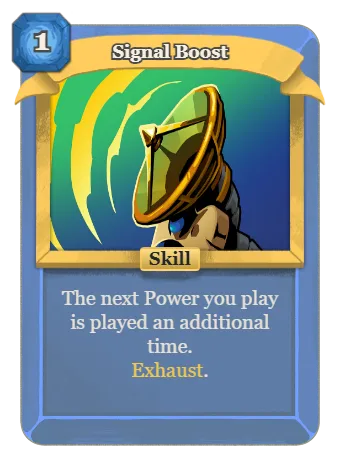 1
Signal Boost
Skill
The next Power you play
is played an additional
time.
Exhaust.